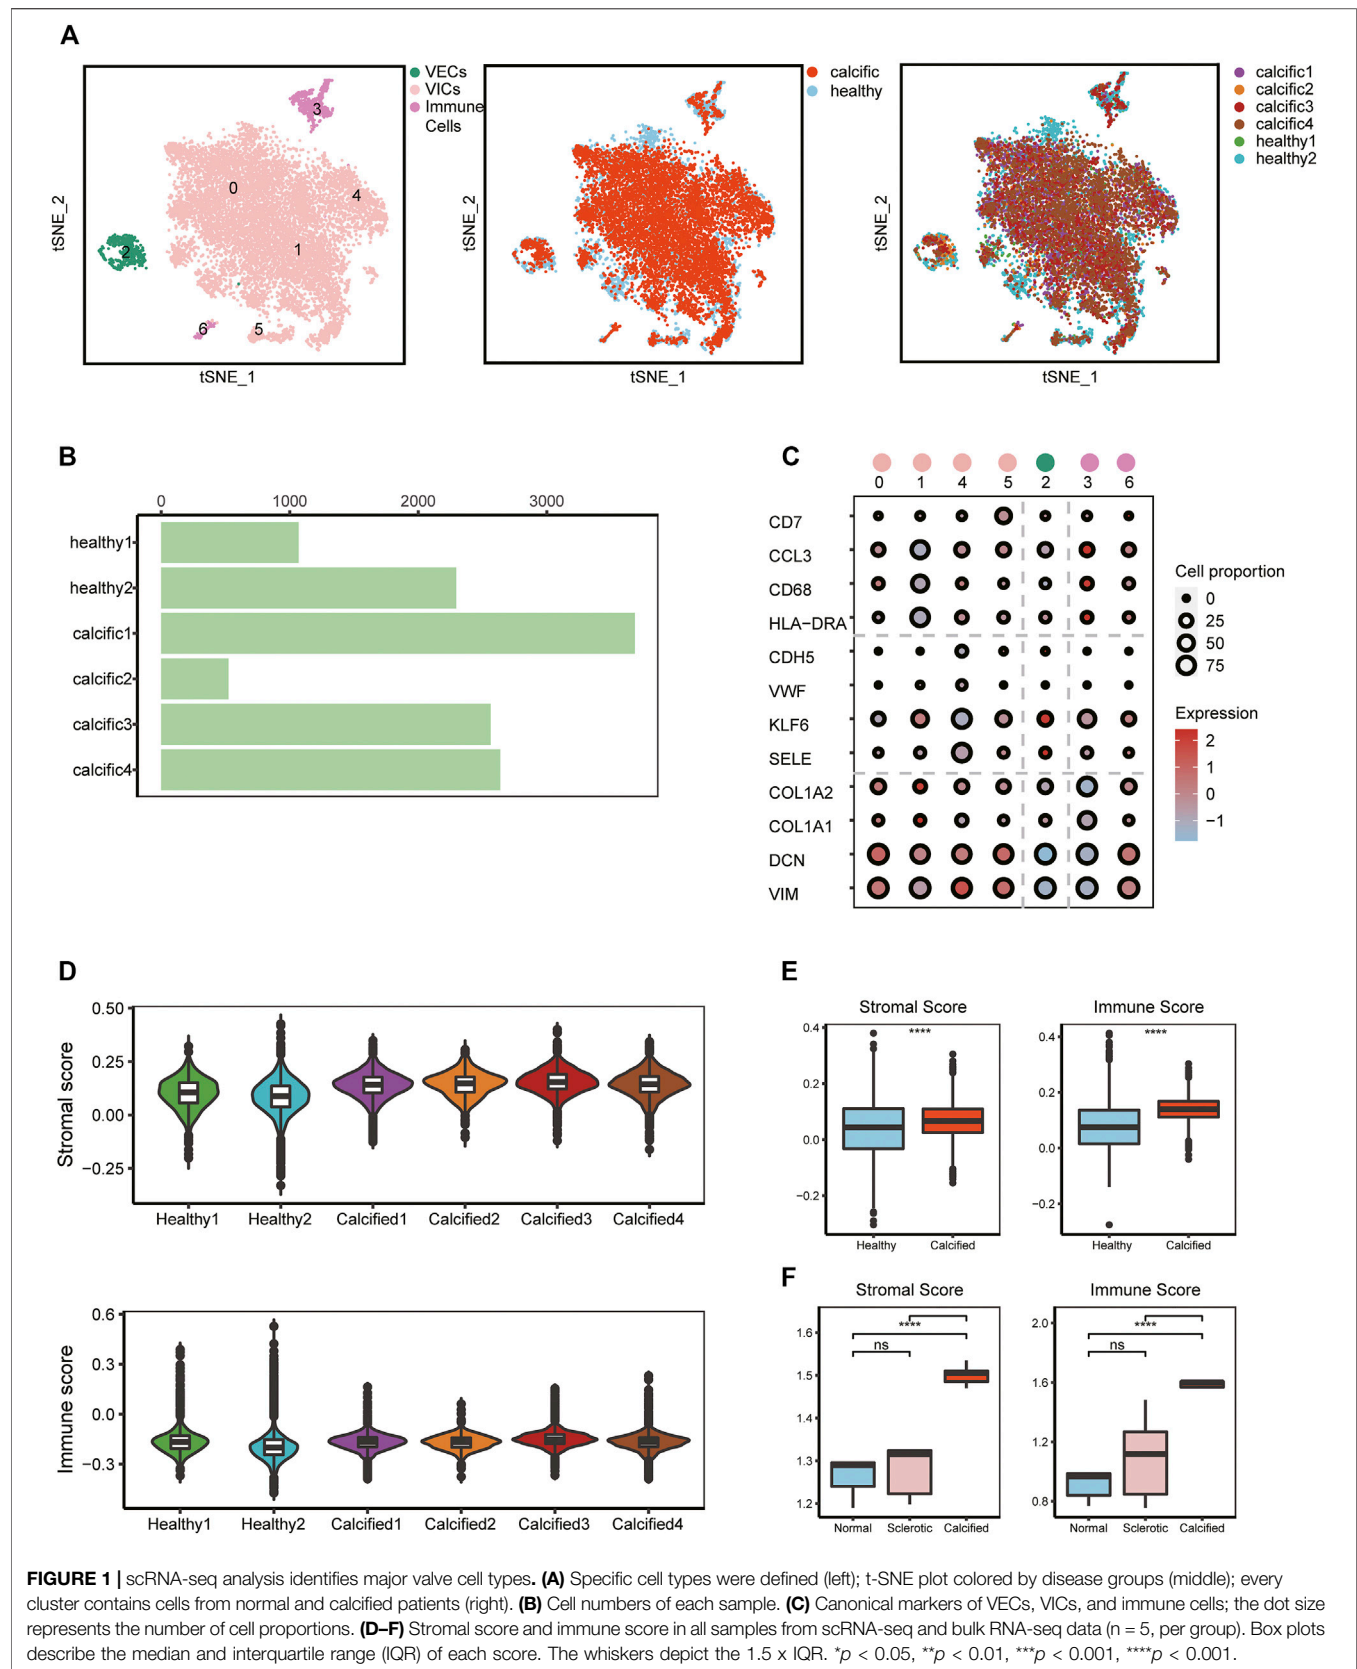 A
VECs
VICs
Immune
Cells
0
1
2
3
4
5
6
tSNE_2
tSNE_1
calcific
healthy
tSNE_2
tSNE_1
calcific1
calcific2
calcific3
calcific4
healthy1
healthy2
tSNE_2
tSNE_1
B
0 1000 2000 3000
healthy1
healthy2
calcific1
calcific2
calcific3
calcific4
C
0 1 4 5 2 3 6
CD7
CCL3
CD68
HLA-DRA
CDH5
VWF
KLF6
SELE
COL1A2
COL1A1
DCN
VIM
Cell proportion
0
25
50
75
Expression
2
1
0
−1
D
Stromal score
0.50
0.25
0.00
−0.25
Healthy1 Healthy2 Calcified1 Calcified2 Calcified3 Calcified4
Immune score
0.6
0.3
0.0
−0.3
Healthy1 Healthy2 Calcified1 Calcified2 Calcified3 Calcified4
E
Stromal Score
****
0.4
0.2
0.0
−0.2
Healthy Calcified
Immune Score
****
0.4
0.2
0.0
−0.2
Healthy Calcified
F
Stromal Score
****
ns
1.6
1.5
1.4
1.3
1.2
Normal Sclerotic Calcified
Immune Score
****
ns
2.0
1.6
1.2
0.8
Normal Sclerotic Calcified
FIGURE 1 | scRNA-seq analysis identifies major valve cell types. (A) Specific cell types were defined (left); t-SNE plot colored by disease groups (middle); every
cluster contains cells from normal and calcified patients (right). (B) Cell numbers of each sample. (C) Canonical markers of VECs, VICs, and immune cells; the dot size
represents the number of cell proportions. (D–F) Stromal score and immune score in all samples from scRNA-seq and bulk RNA-seq data (n = 5, per group). Box plots
describe the median and interquartile range (IQR) of each score. The whiskers depict the 1.5 x IQR. *p < 0.05, **p < 0.01, ***p < 0.001, ****p < 0.001.